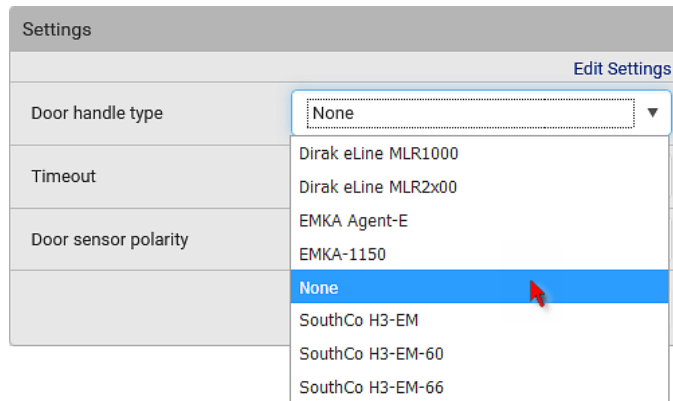 Settings
Edit Settings
Door handle type
None
Dirak eLine MLR1000
Timeout
Dirak eLine MLR2x00
EMKA Agent-E
Door sensor polarity
EMKA-1150
None
SouthCo H3-EM
SouthCo H3-EM-60
SouthCo H3-EM-66